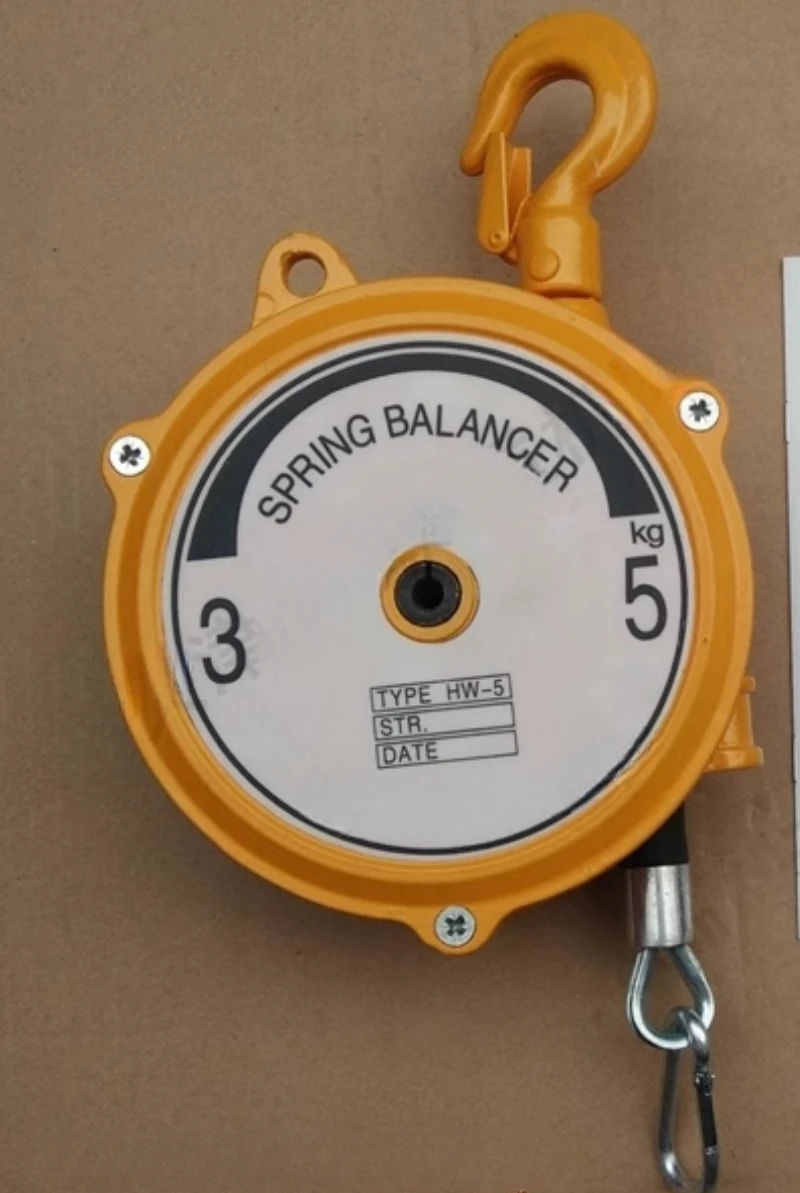 SPRING BALANCER
kg
3 5
TYPE HW-5
STR.
DATE